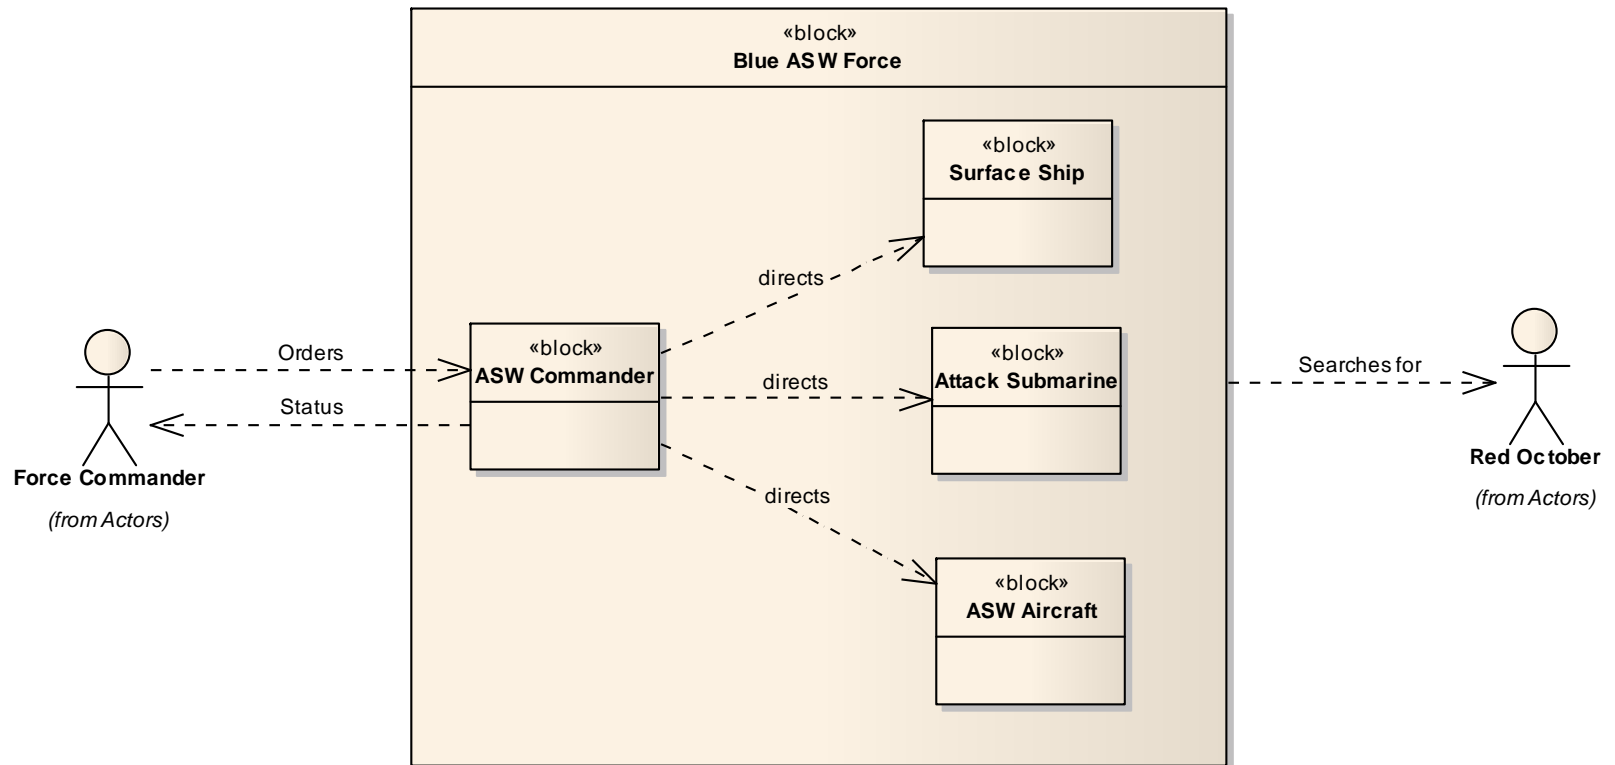 «block»
Blue ASW Force
«block»
Surface Ship
directs
Orders
«block»
ASW Commander
Status
directs
«block»
Attack Submarine
directs
«block»
ASW Aircraft
Searches for
Force Commander
(from Actors)
Red October
(from Actors)